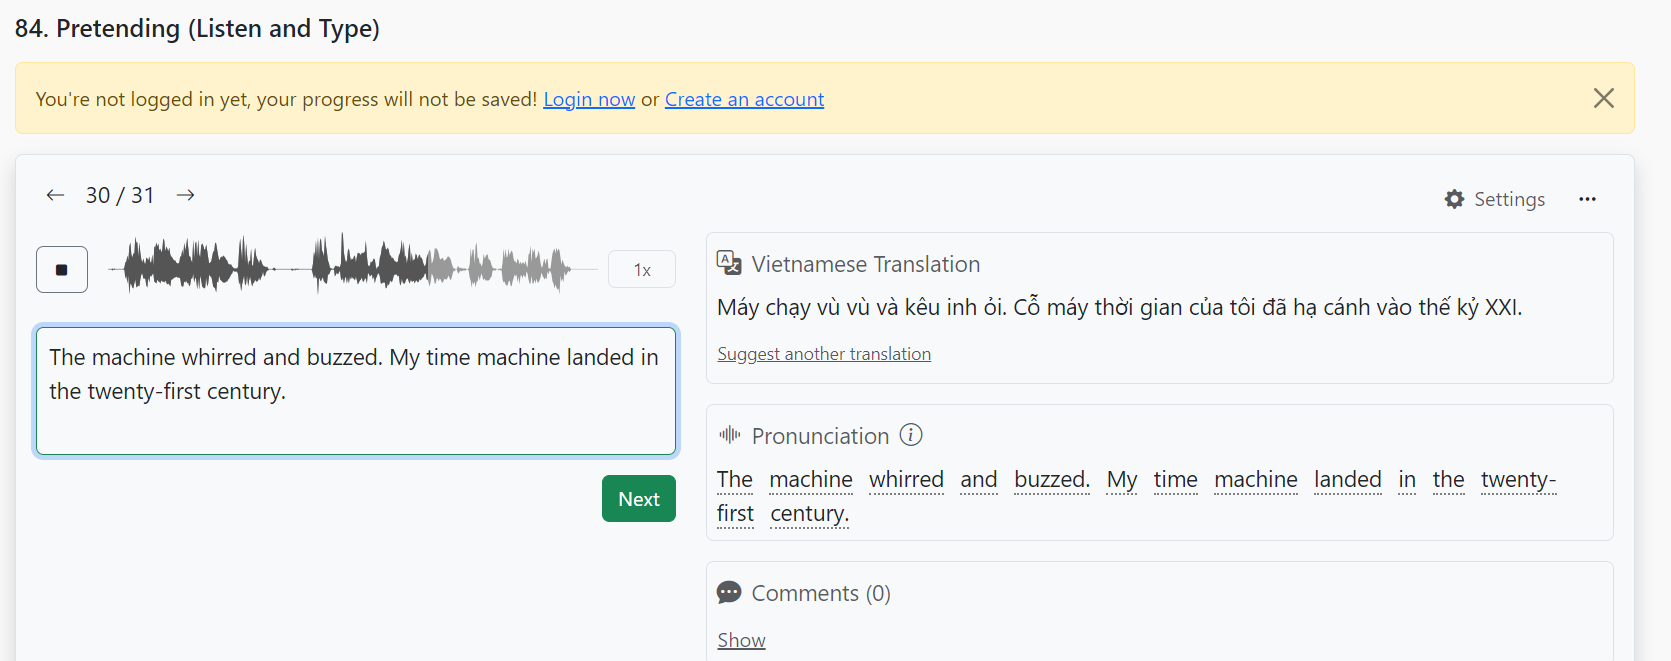 84. Pretending (Listen and Type)
You're not logged in yet, your progress will not be saved! Login now or Create an account
← 30 / 31 →
Settings
1x
The machine whirred and buzzed. My time machine landed in
the twenty-first century.
Next
Vietnamese Translation
Máy chạy vù vù và kêu inh ỏi. Cỗ máy thời gian của tôi đã hạ cánh vào thế kỷ XXI.
Suggest another translation
Pronunciation
The machine whirred and buzzed. My time machine landed in the twenty-
first century.
Comments (0)
Show